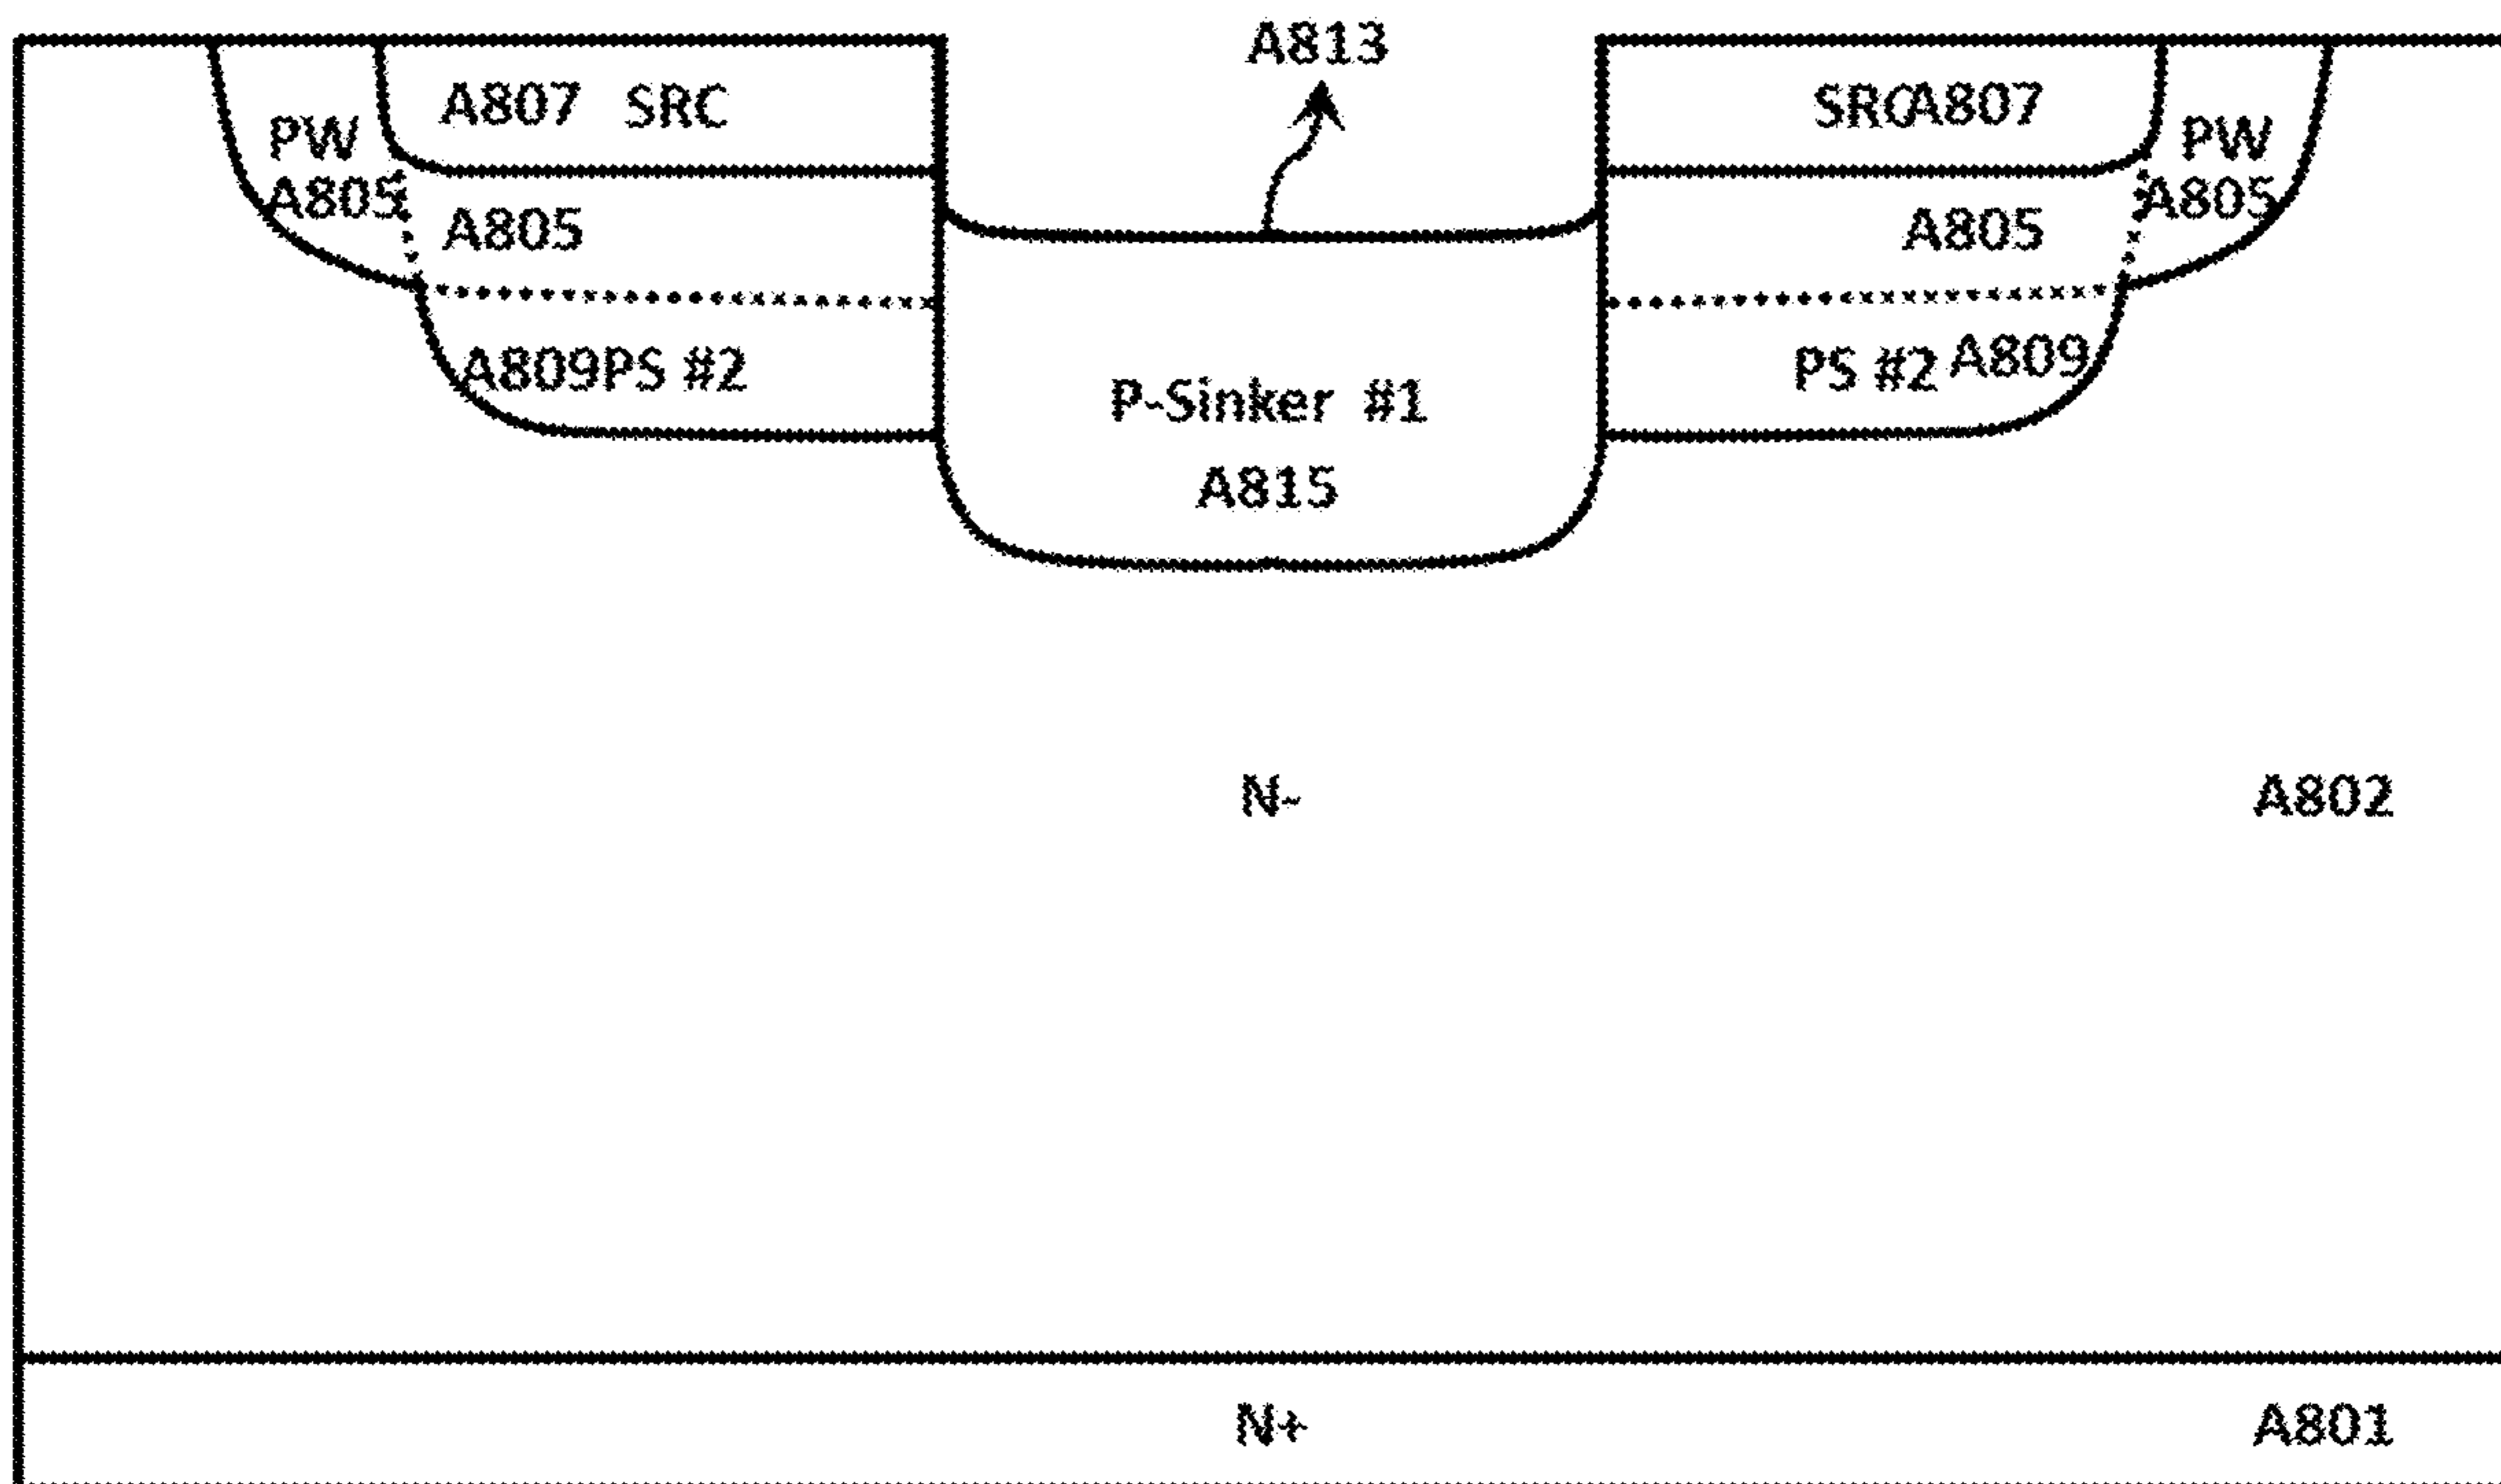 A813
A807 SRC
SRCA807
PW
A805
PW
A805
A805
A805
A809PS #2
P-Sinker #1
A815
PS #2 A809
N-
A802
N+
A801